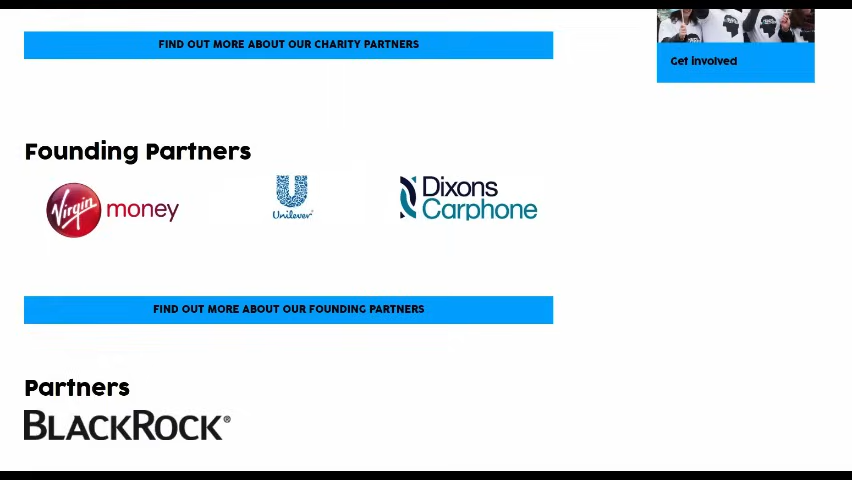 FIND OUT MORE ABOUT OUR CHARITY PARTNERS
Get involved
Founding Partners
Virgin money
Unilever
Dixons
Carphone
FIND OUT MORE ABOUT OUR FOUNDING PARTNERS
Partners
BLACKROCK®